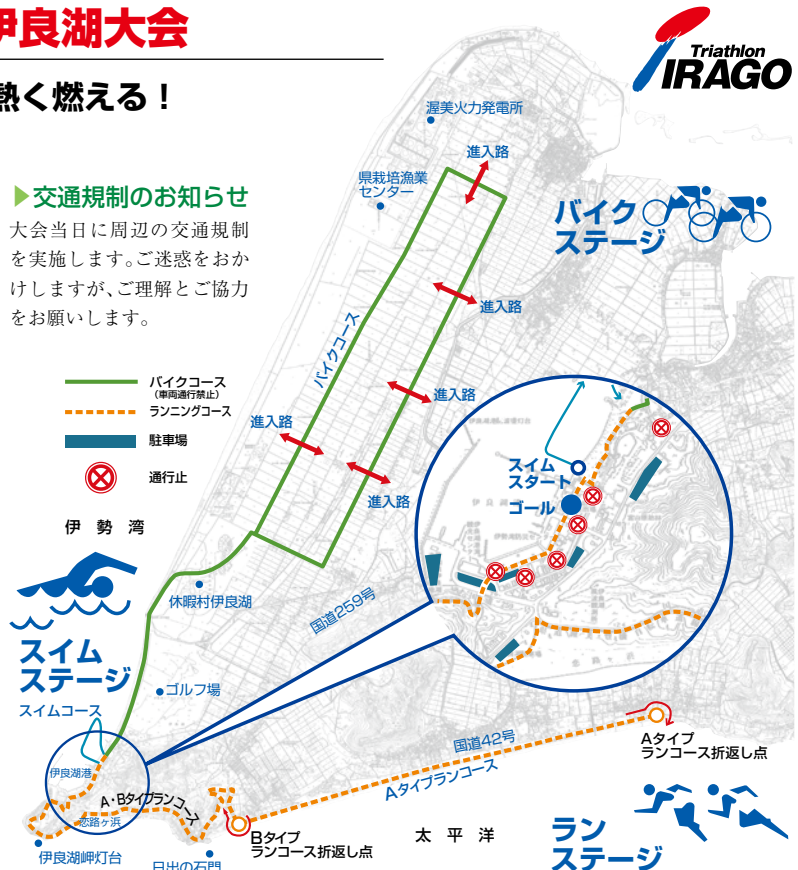 伊良湖大会
熱く燃える！
Triathlon
IRAGO
▶交通規制のお知らせ
大会当日に周辺の交通規制
を実施します。ご迷惑をおか
けしますが、ご理解とご協力
をお願いします。
渥美火力発電所
進入路
県栽培漁業
センター
バイク
ステージ
進入路
バイクコース
バイクコース
(車両通行禁止)
ランニングコース
駐車場
通行止
進入路
進入路
進入路
スイム
スタート
ゴール
伊勢湾
休暇村伊良湖
国道259号
スイム
ステージ
スイムコース
ゴルフ場
伊良湖港
A・Bタイプランコース
恋路ヶ浜
伊良湖岬灯台
日出の石門
Bタイプ
ランコース折返し点
国道42号
Aタイプランコース
Aタイプ
ランコース折返し点
太平洋
ラン
ステージ